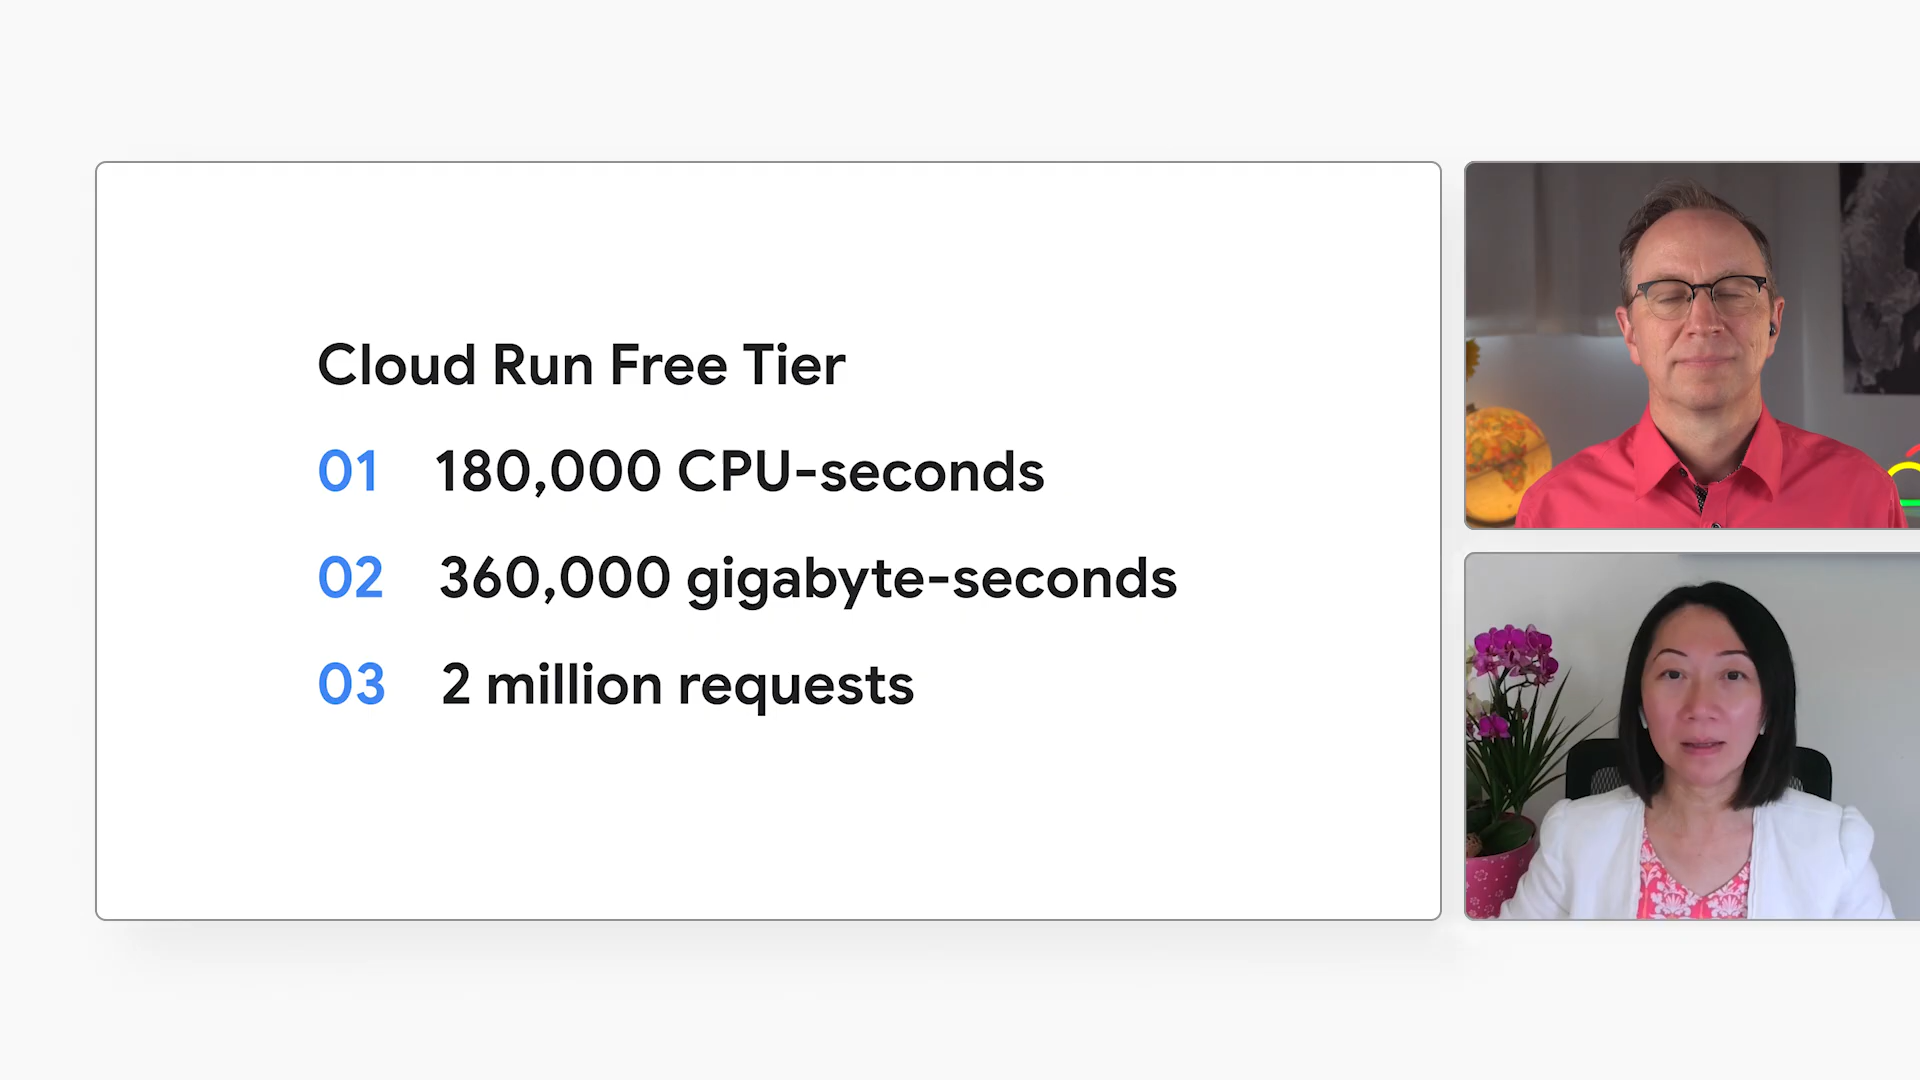 Cloud Run Free Tier
01 180,000 CPU-seconds
02 360,000 gigabyte-seconds
03 2 million requests